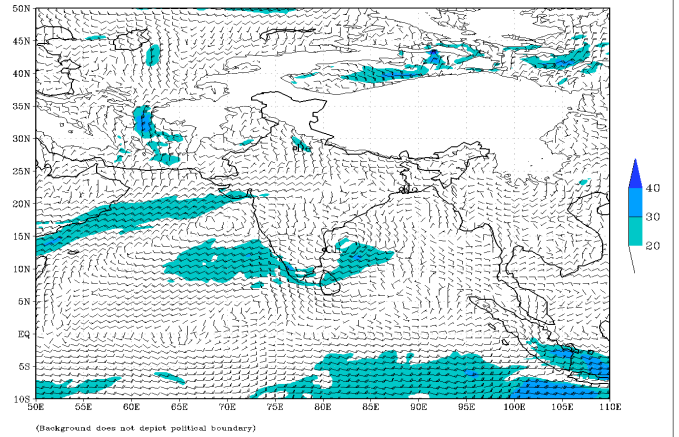 50N
45N
40N
35N
30N
25N
20N
15N
10N
5N
EQ
5S
10S
50E 55E 60E 65E 70E 75E 80E 85E 90E 95E 100E 105E 110E
40
30
20
(Background does not depict political boundary)